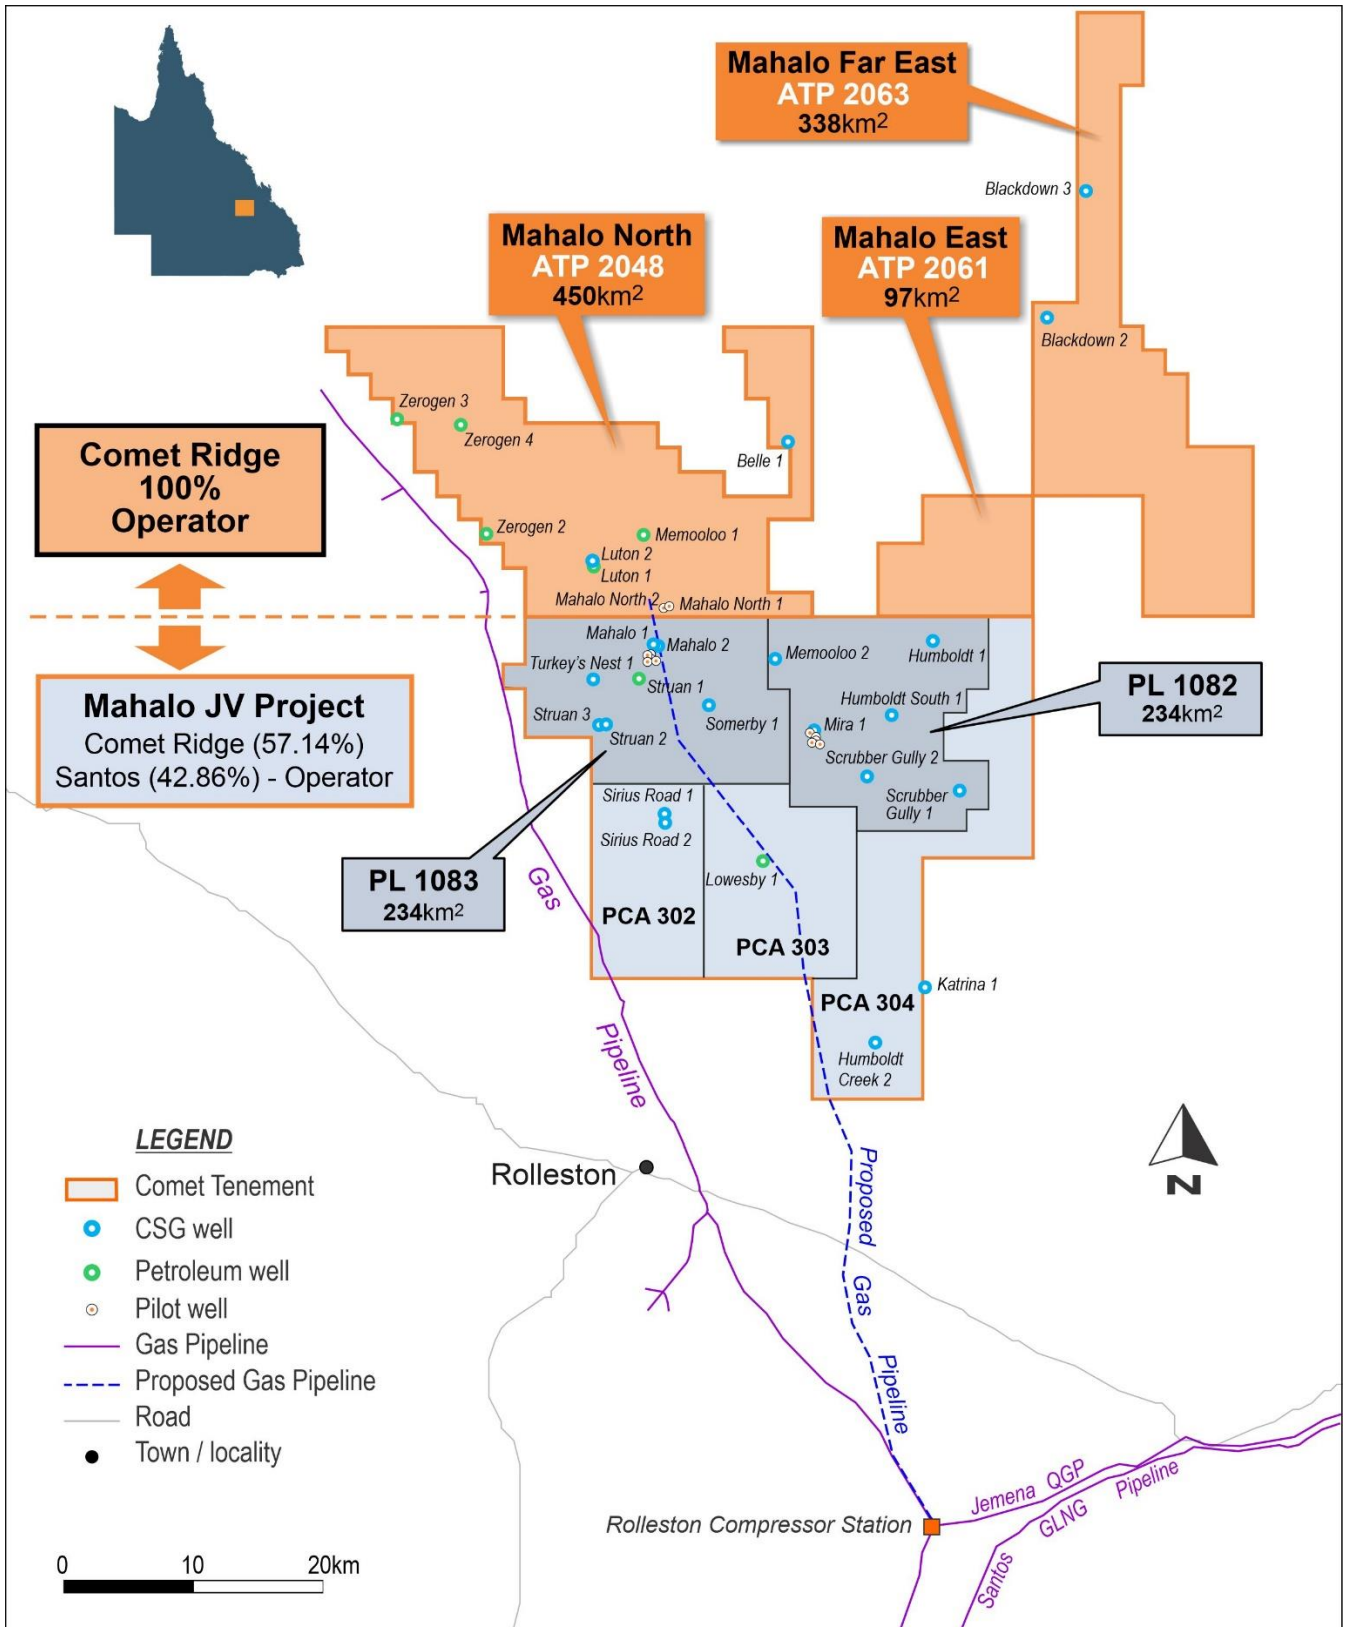 Mahalo Far East
ATP 2063
338km2
Blackdown 3
Mahalo North
ATP 2048
450km2
Mahalo East
ATP 2061
97km2
Blackdown 2
Zerogen 3
Zerogen 4
Belle 1
Comet Ridge
100%
Operator
Zerogen 2
Memooloo 1
Luton 2
Luton 1
Mahalo North 2
Mahalo North 1
Mahalo 1
Mahalo 2
Memooloo 2
Humboldt 1
Turkey's Nest 1
Struan 1
Humboldt South 1
PL 1082
234km2
Mahalo JV Project
Comet Ridge (57.14%)
Santos (42.86%) - Operator
Struan 3
Struan 2
Somerby 1
Mira 1
Scrubber Gully 2
Scrubber
Gully 1
Sirius Road 1
Sirius Road 2
PL 1083
234km2
Lowesby 1
Gas
Pipeline
PCA 302
PCA 303
PCA 304
Katrina 1
Humboldt
Creek 2
Proposed
Gas
Pipeline
N
Rolleston
LEGEND
Comet Tenement
CSG well
Petroleum well
Pilot well
Gas Pipeline
Proposed Gas Pipeline
Road
Town / locality
Jemena QGP
Santos GLNG Pipeline
Rolleston Compressor Station
0 10 20km